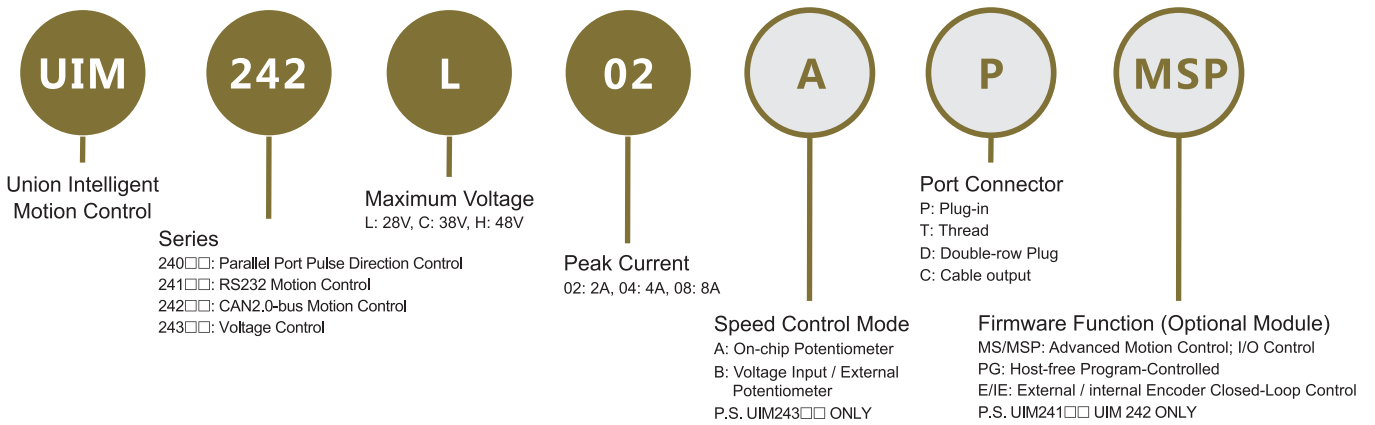 UIM 242 L 02 A P MSP
Union Intelligent
Motion Control
Series
240□□: Parallel Port Pulse Direction Control
241□□: RS232 Motion Control
242□□: CAN2.0-bus Motion Control
243□□: Voltage Control
Maximum Voltage
L: 28V, C: 38V, H: 48V
Peak Current
02: 2A, 04: 4A, 08: 8A
Speed Control Mode
A: On-chip Potentiometer
B: Voltage Input / External
Potentiometer
P.S. UIM243□□ ONLY
Port Connector
P: Plug-in
T: Thread
D: Double-row Plug
C: Cable output
Firmware Function (Optional Module)
MS/MSP: Advanced Motion Control; I/O Control
PG: Host-free Program-Controlled
E/IE: External / internal Encoder Closed-Loop Control
P.S. UIM241□□ UIM 242 ONLY